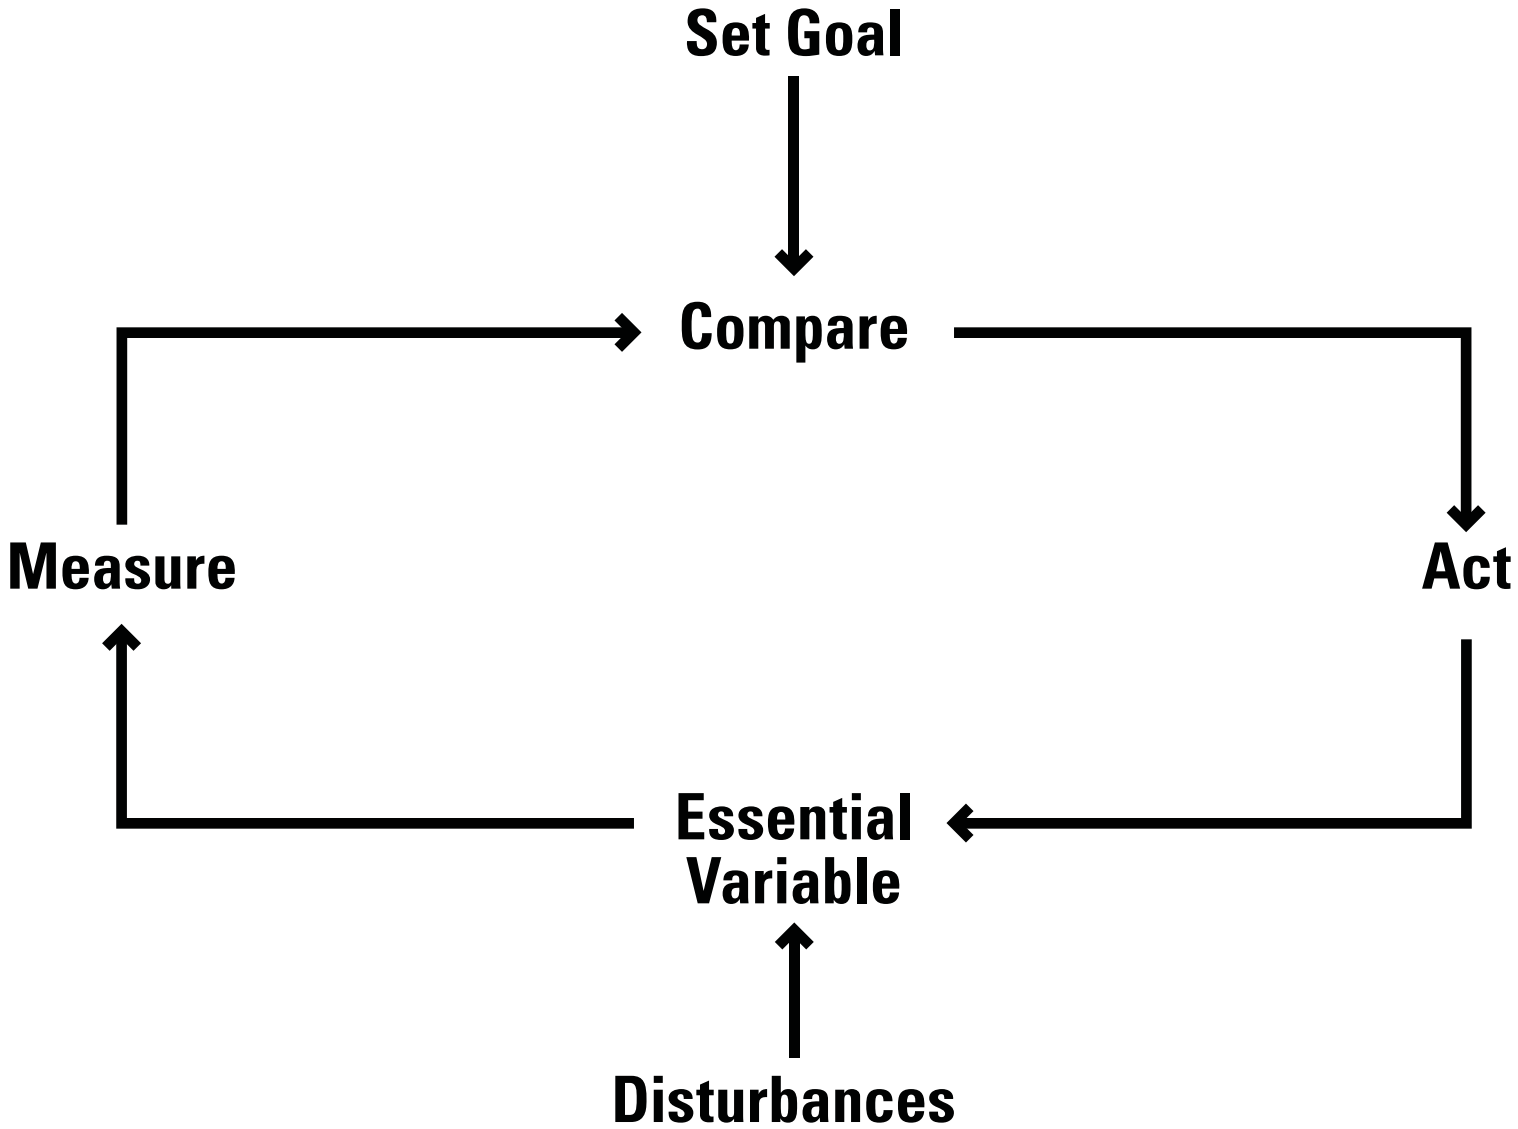 Set Goal
Compare
Measure
Act
Essential
Variable
Disturbances